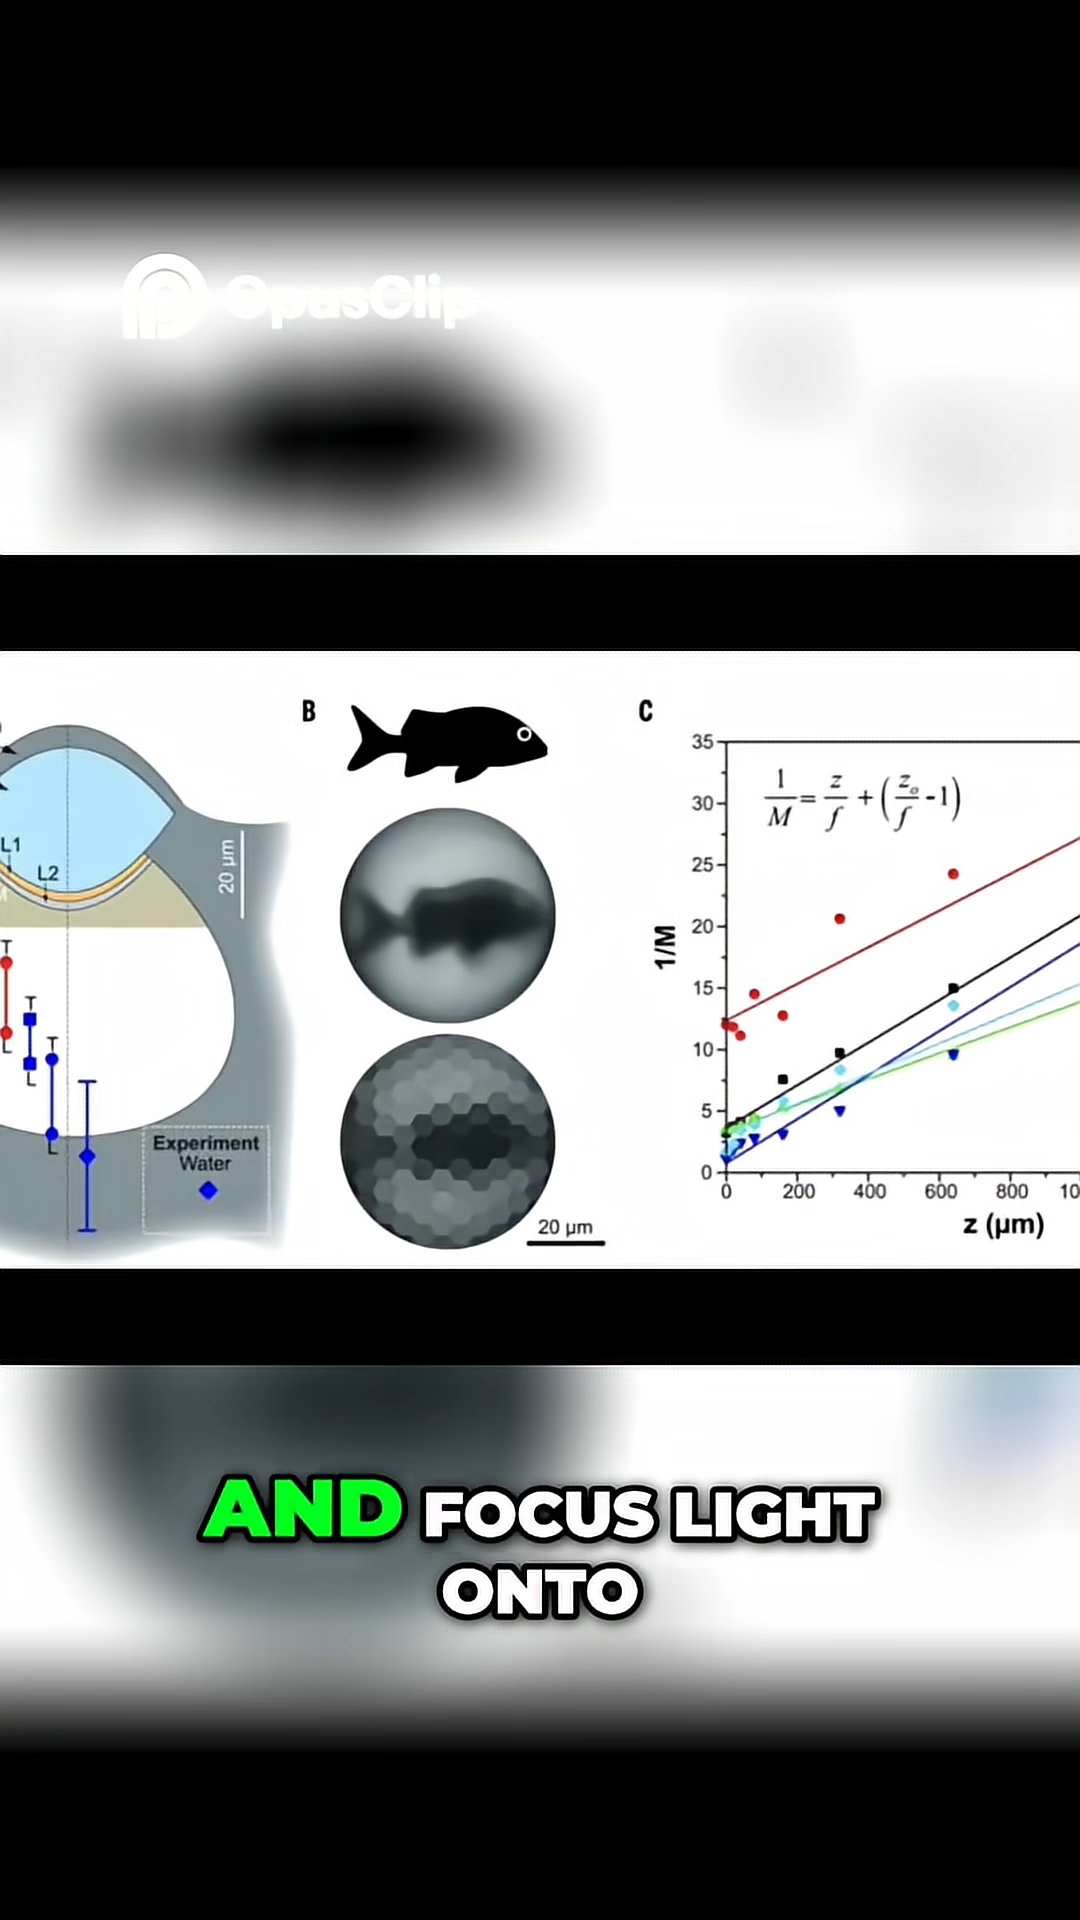 OpusClip
B
C
L1
L2
20 µm
T
L
T
L
T
L
Experiment
Water
20 µm
35
30
25
20
15
10
5
0
1/M
1/M = z/f + (z₀/f - 1)
0 200 400 600 800 10
z (µm)
AND FOCUS LIGHT
ONTO